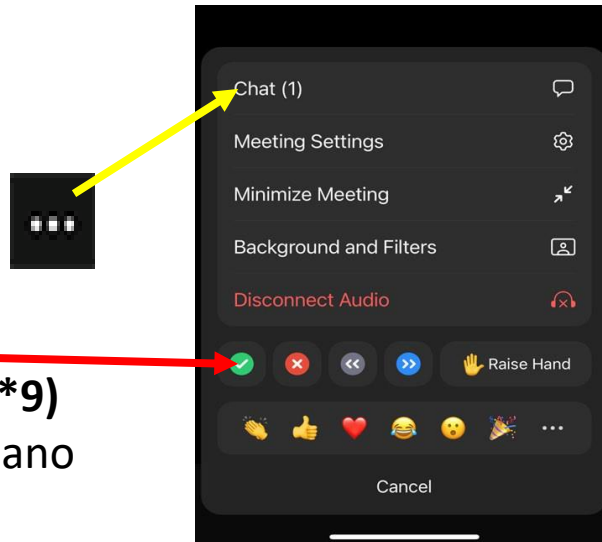 Chat (1)
Meeting Settings
Minimize Meeting
Background and Filters
Disconnect Audio
Raise Hand
*9)
ano
Cancel